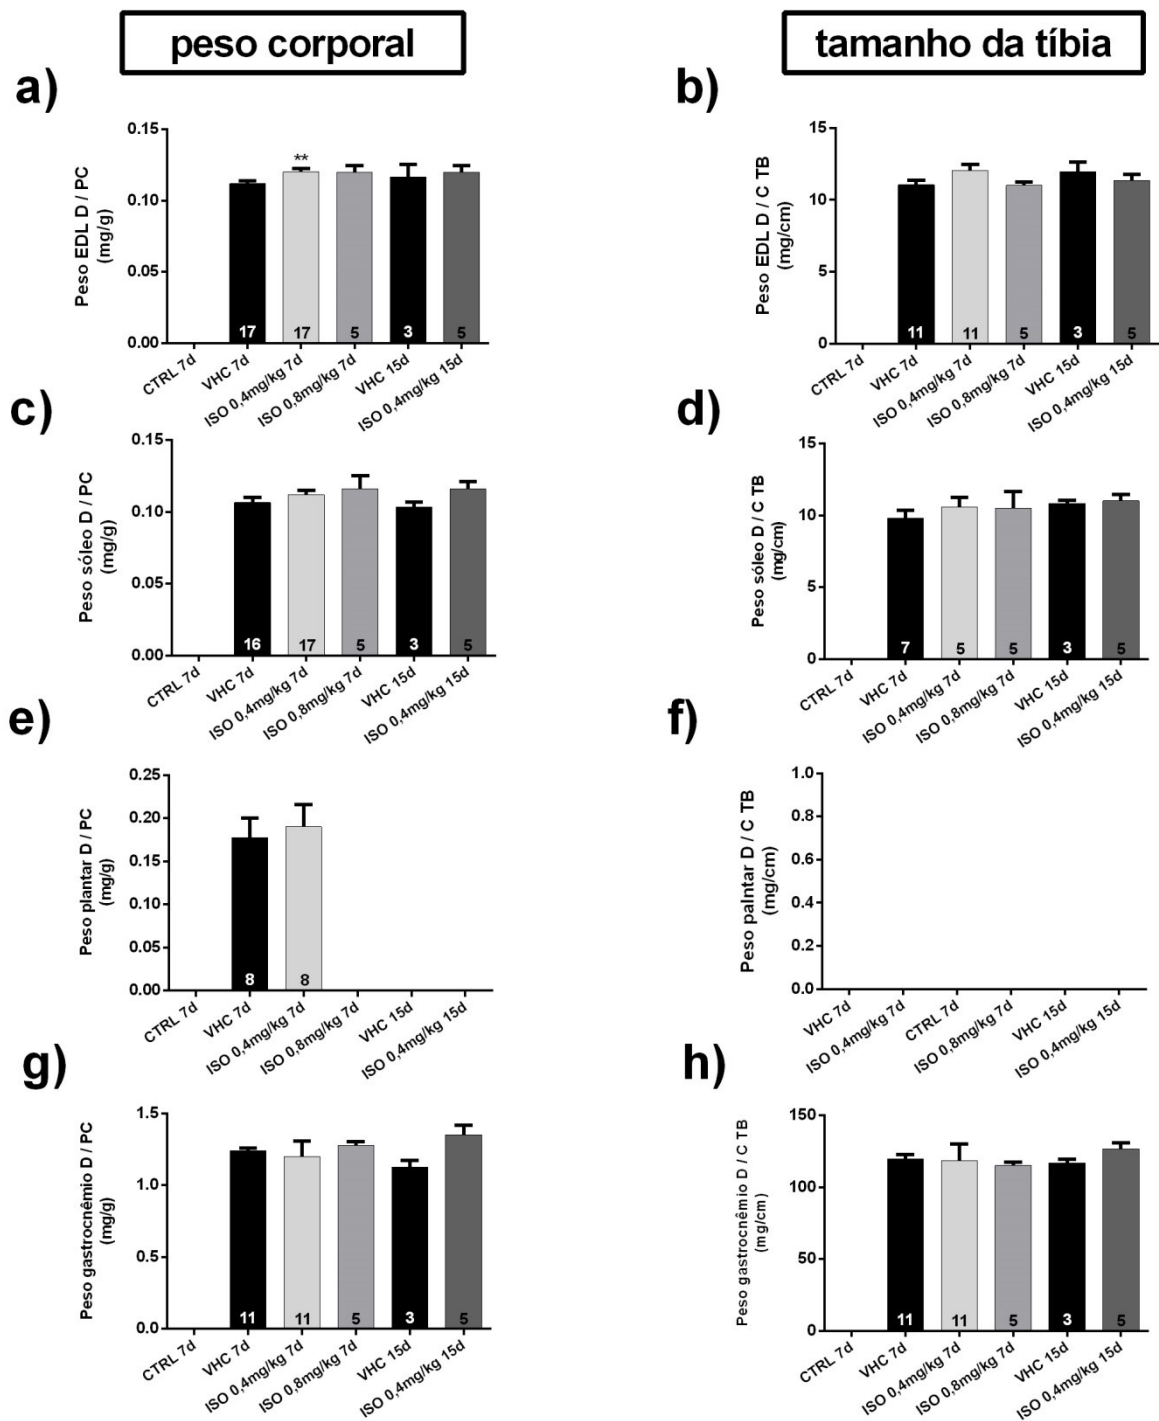 peso corporal
tamanho da tíbia
a)
Peso EDL D / PC
(mg/g)
0.15
0.10
0.05
0.00
**
17
17
5
3
5
CTRL 7d
VHC 7d
ISO 0,4mg/kg 7d
ISO 0,8mg/kg 7d
VHC 15d
ISO 0,4mg/kg 15d
b)
Peso EDL D / C TB
(mg/cm)
15
10
5
0
11
11
5
3
5
CTRL 7d
VHC 7d
ISO 0,4mg/kg 7d
ISO 0,8mg/kg 7d
VHC 15d
ISO 0,4mg/kg 15d
c)
Peso sóleo D / PC
(mg/g)
0.15
0.10
0.05
0.00
16
17
5
3
5
CTRL 7d
VHC 7d
ISO 0,4mg/kg 7d
ISO 0,8mg/kg 7d
VHC 15d
ISO 0,4mg/kg 15d
d)
Peso sóleo D / C TB
(mg/cm)
15
10
5
0
7
5
5
3
5
CTRL 7d
VHC 7d
ISO 0,4mg/kg 7d
ISO 0,8mg/kg 7d
VHC 15d
ISO 0,4mg/kg 15d
e)
Peso plantar D / PC
(mg/g)
0.25
0.20
0.15
0.10
0.05
0.00
8
8
CTRL 7d
VHC 7d
ISO 0,4mg/kg 7d
ISO 0,8mg/kg 7d
VHC 15d
ISO 0,4mg/kg 15d
f)
Peso palntar D / C TB
(mg/cm)
1.0
0.8
0.6
0.4
0.2
0.0
VHC 7d
ISO 0,4mg/kg 7d
CTRL 7d
ISO 0,8mg/kg 7d
VHC 15d
ISO 0,4mg/kg 15d
g)
Peso gastrocnêmio D / PC
(mg/g)
1.5
1.0
0.5
0.0
11
11
5
3
5
CTRL 7d
VHC 7d
ISO 0,4mg/kg 7d
ISO 0,8mg/kg 7d
VHC 15d
ISO 0,4mg/kg 15d
h)
Peso gastrocnêmio D / C TB
(mg/cm)
150
100
50
0
11
11
5
3
5
CTRL 7d
VHC 7d
ISO 0,4mg/kg 7d
ISO 0,8mg/kg 7d
VHC 15d
ISO 0,4mg/kg 15d